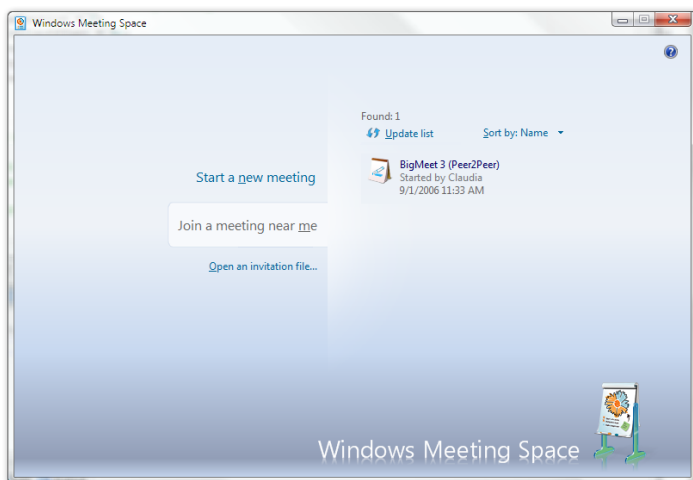 Windows Meeting Space
Found: 1
Update list
Sort by: Name
BigMeet 3 (Peer2Peer)
Started by Claudia
9/1/2006 11:33 AM
Start a new meeting
Join a meeting near me
Open an invitation file...
Windows Meeting Space